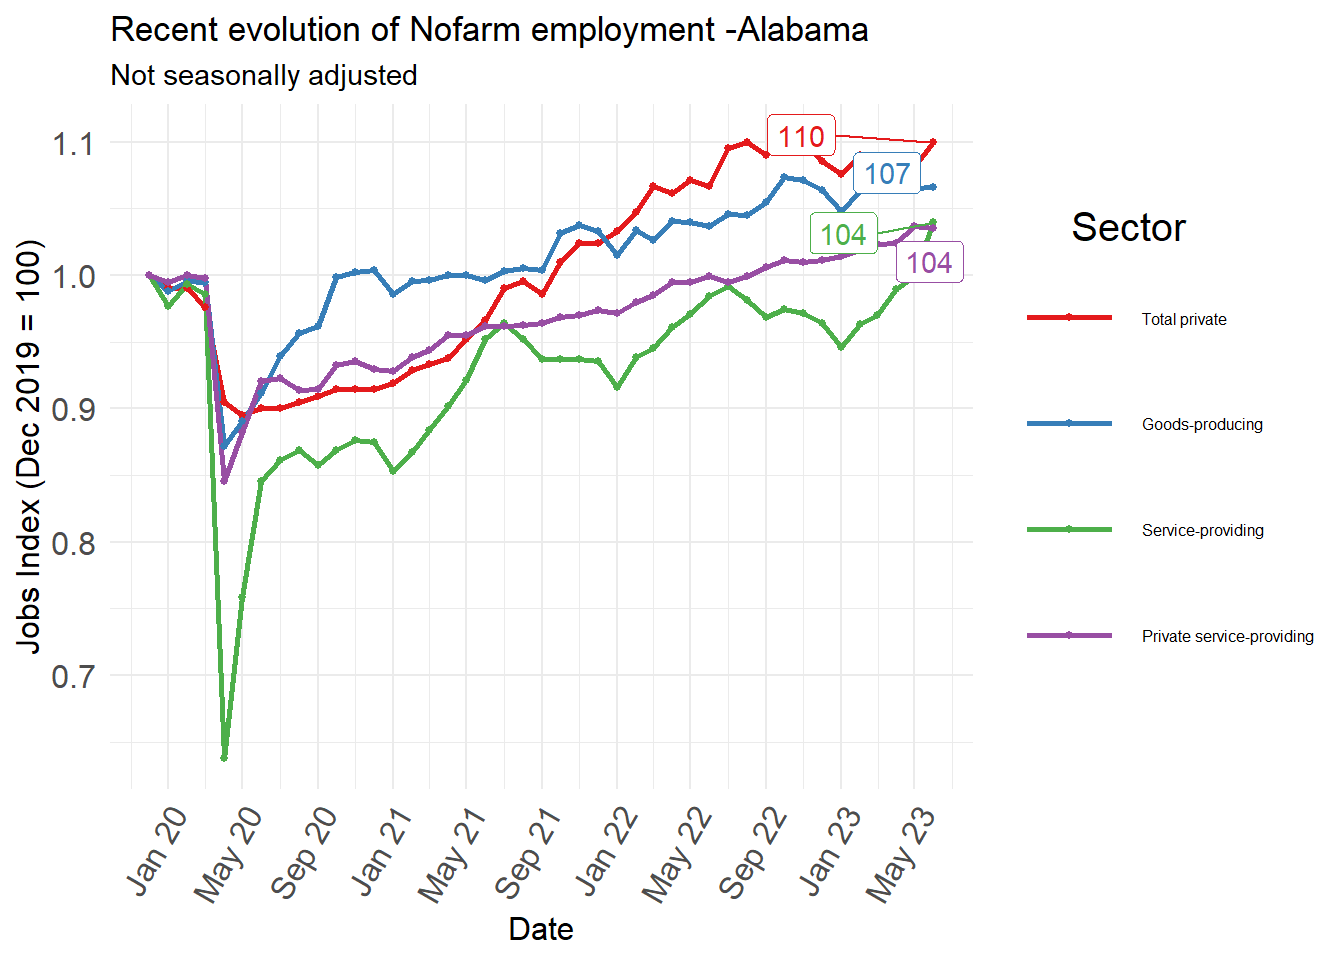 Recent evolution of Nofarm employment -Alabama
Not seasonally adjusted
Jobs Index (Dec 2019 = 100)
1.1
1.0
0.9
0.8
0.7
110
107
104
104
Jan 20
May 20
Sep 20
Jan 21
May 21
Sep 21
Jan 22
May 22
Sep 22
Jan 23
May 23
Date
Sector
Total private
Goods-producing
Service-providing
Private service-providing